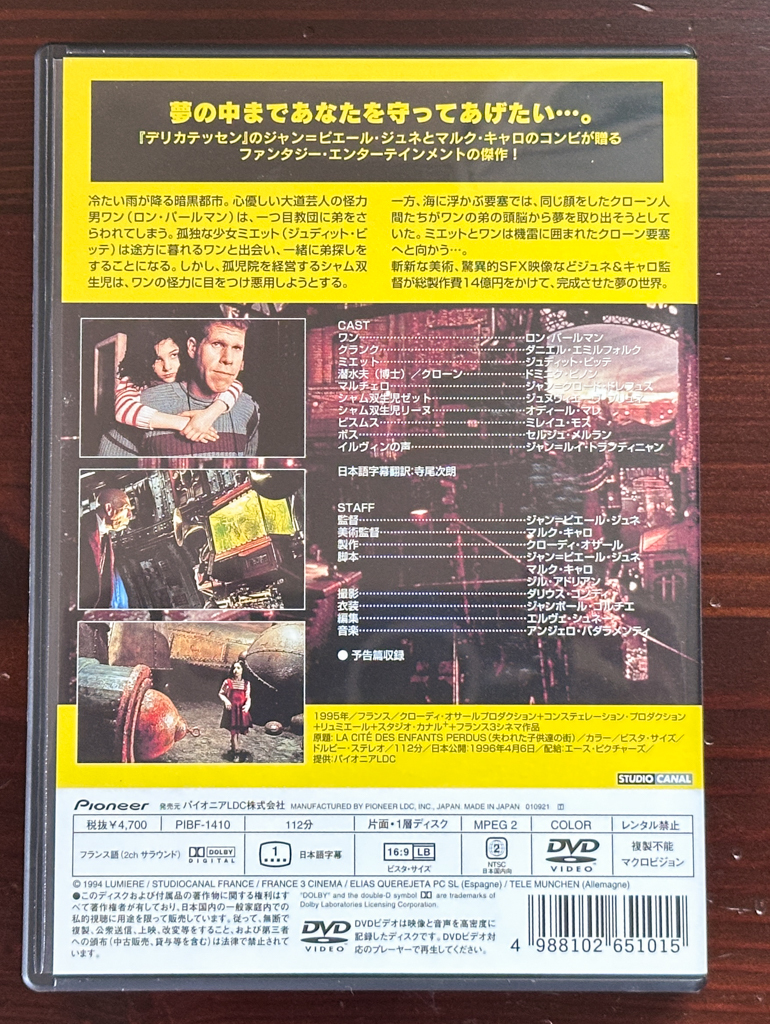 夢の中まであなたを守ってあげたい…。
『デリカテッセン』のジャン=ピエール・ジュネとマルク・キャロのコンビが贈る
ファンタジー・エンターテインメントの傑作!
冷たい雨が降る暗黒都市。心優しい大道芸人の怪力
男ワン(ロン・パールマン)は、一つ目教団に弟をさ
らわれてしまう。孤独な少女ミエット(ジュディット・ビ
ッテ)は途方に暮れるワンと出会い、一緒に弟探しを
することになる。しかし、孤児院を経営するシャム双
生児は、ワンの怪力に目をつけ悪用しようとする。
一方、海に浮かぶ要塞では、同じ顔をしたクローン人
間たちがワンの弟の頭脳から夢を取り出そうとして
いた。ミエットとワンは機雷に囲まれたクローン要塞
へと向かう…。
斬新な美術、驚異的SFX映像などジュネ&キャロ監
督が総製作費14億円をかけて、完成させた夢の世界。
CAST
ワン…ロン・パールマン
クランク…ダニエル・エミルフォルク
ミエット…ジュディット・ビッテ
潜水夫(博士)/クローン…ドミニク・ピノン
マルチェロ…ジャン=クロード・ドレフュス
シャム双生児ゼット…
シャム双生児リーヌ…オディール・マレ
ビスムス…ミレイユ・モス
ボス…セルジュ・メルラン
イルヴィンの声…ジャン=ルイ・トランティニャン
日本語字幕翻訳:寺尾次朗
STAFF
監督…ジャン=ピエール・ジュネ
美術監督…マルク・キャロ
製作…クローディ・オサール
脚本…ジャン=ピエール・ジュネ
マルク・キャロ
ジル・アドリアン
撮影…ダリウス・コンディ
衣装…ジャンポール・ゴルチエ
編集…エルヴェ・シュネ
音楽…アンジェロ・バダラメンティ
● 予告篇収録
1995年/フランス/クローディ・オサールプロダクション+コンステェレーション・プロダクション
+リュミエール+スタジオ・カナル+＋フランス3シネマ作品
原題: LA CITÉ DES ENFANTS PERDUS (失われた子供達の街)/カラー/ビスタ・サイズ/
ドルビー・ステレオ/112分/日本公開:1996年4月6日/配給:エース・ピクチャーズ/
提供:パイオニアLDC
STUDIO CANAL
Pioneer 発売元 パイオニアLDC株式会社 MANUFACTURED BY PIONEER LDC, INC., JAPAN. MADE IN JAPAN 010921
税抜¥4,700 PIBF-1410 112分 片面・1層ディスク MPEG 2 COLOR レンタル禁止
フランス語(2ch サラウンド) DOLBY DIGITAL 1 日本語字幕 16:9 LB ビスタ・サイズ 2 NTSC 日本国内向 DVD VIDEO 複製不能 マクロビジョン
© 1994 LUMIERE / STUDIOCANAL FRANCE / FRANCE 3 CINEMA / ELIAS QUEREJETA PC SL (Espagne) / TELE MUNCHEN (Allemagne)
●このディスクおよび付属品の著作物に関する権利はす
べて著作権者が有しており、日本国内での一般家庭内での
私的視聴に用途を限って販売しています。従って、無断で
複製、公衆送信、上映、改変等をすること、および第三者
への頒布(中古販売、貸与等を含む)は法律で禁止されて
います。
"DOLBY" and the double-D symbol are trademarks of
Dolby Laboratories Licensing Corporation.
DVD VIDEO
DVDビデオは映像と音声を高密度に
記録したディスクです。DVDビデオ対
応のプレーヤーで再生してください。
4 988102 651015